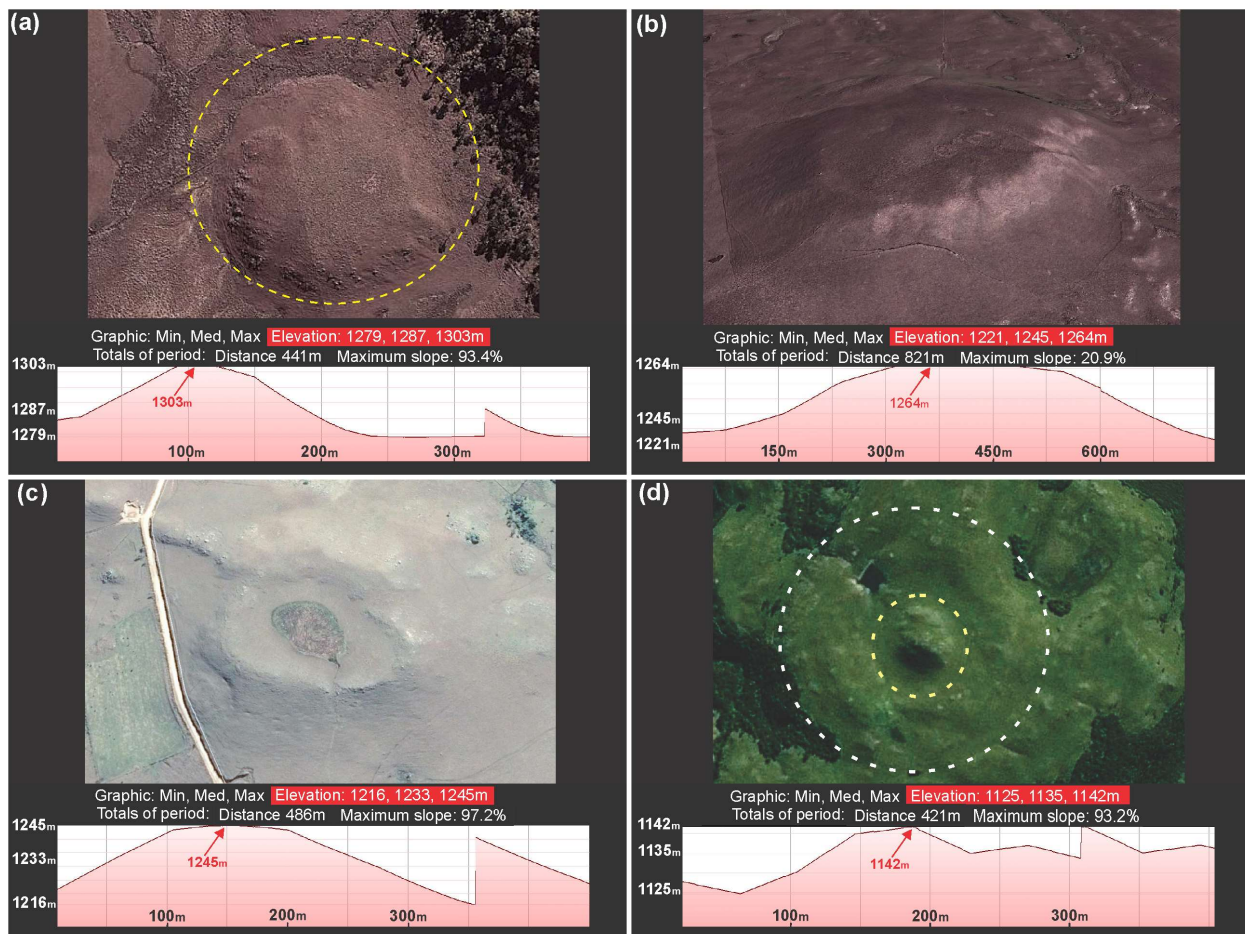 (a)
Graphic: Min, Med, Max Elevation: 1279, 1287, 1303m
Totals of period: Distance 441m Maximum slope: 93.4%
1303m
1303m
1287m
1279m
100m 200m 300m
(b)
Graphic: Min, Med, Max Elevation: 1221, 1245, 1264m
Totals of period: Distance 821m Maximum slope: 20.9%
1264m
1264m
1245m
1221m
150m 300m 450m 600m
(c)
Graphic: Min, Med, Max Elevation: 1216, 1233, 1245m
Totals of period: Distance 486m Maximum slope: 97.2%
1245m
1233m
1245m
1216m
100m 200m 300m
(d)
Graphic: Min, Med, Max Elevation: 1125, 1135, 1142m
Totals of period: Distance 421m Maximum slope: 93.2%
1142m
1135m
1142m
1125m
100m 200m 300m